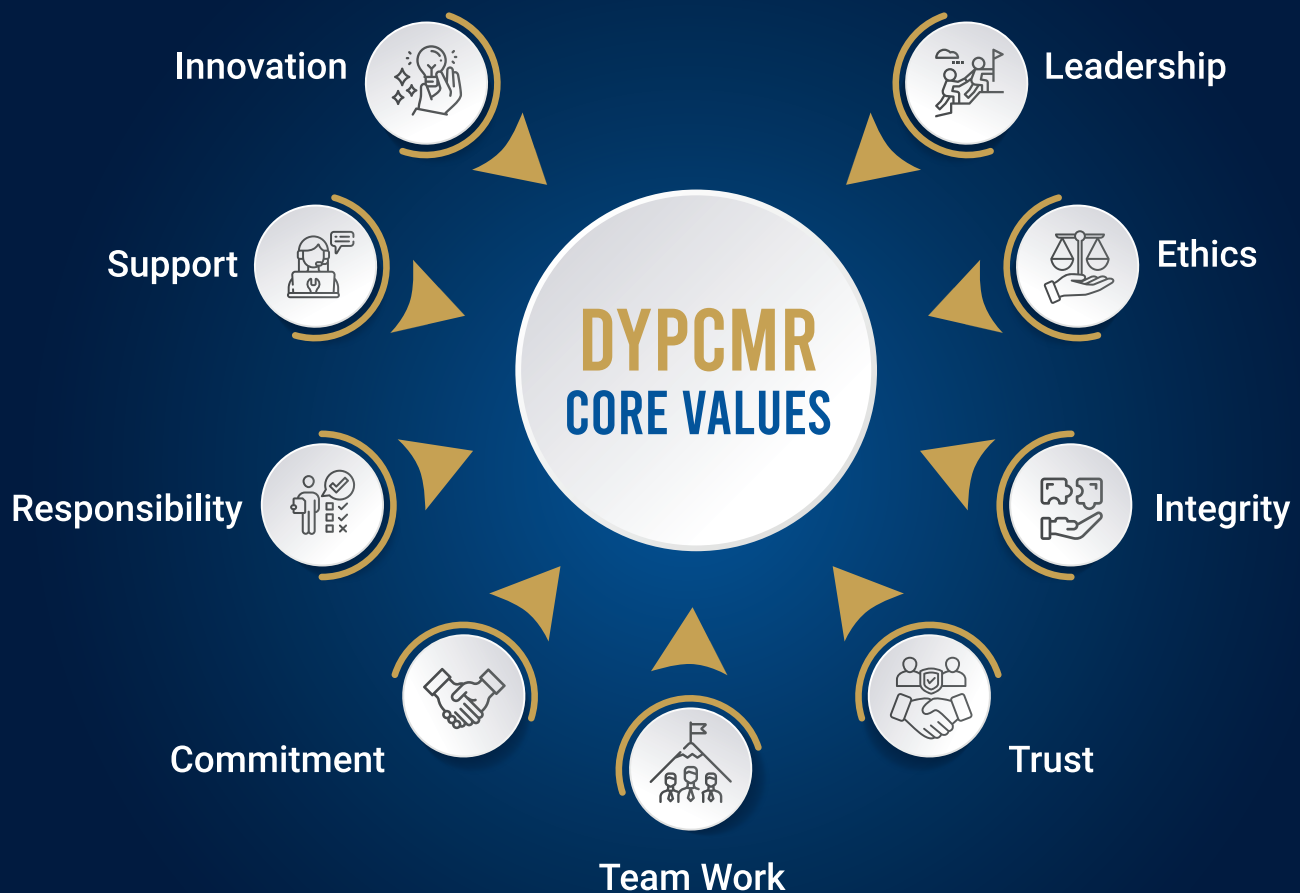 Innovation
Leadership
Support
Ethics
DYPCMR
CORE VALUES
Responsibility
Integrity
Commitment
Trust
Team Work